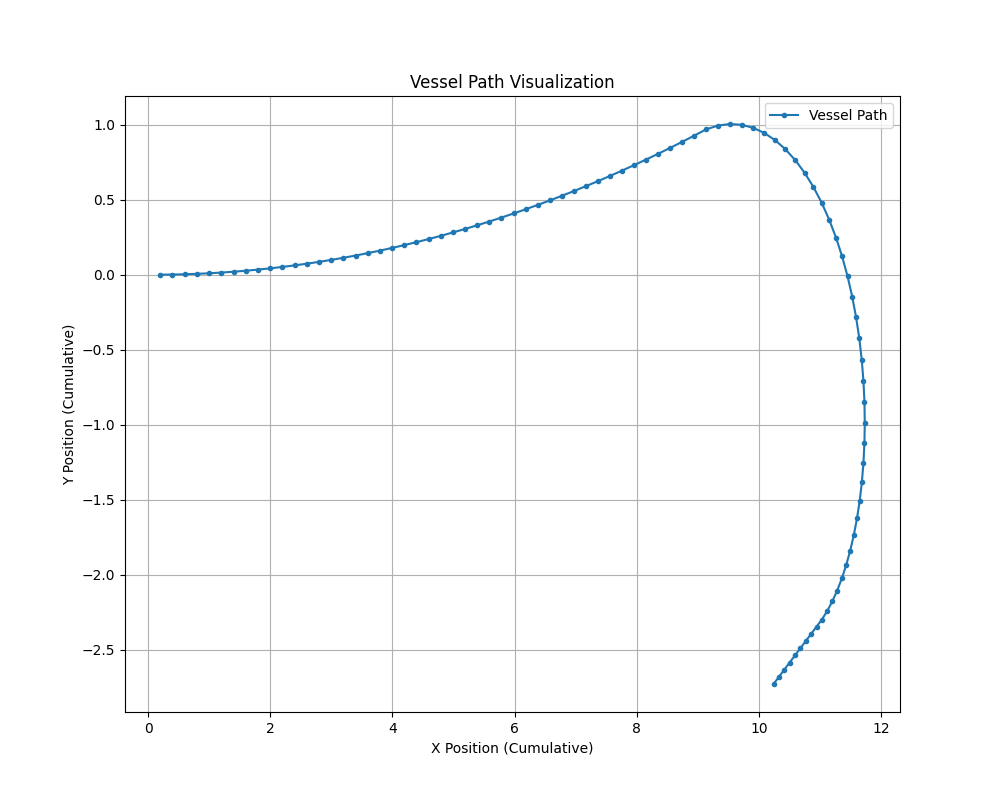 Vessel Path Visualization
Vessel Path
1.0
0.5
0.0
−0.5
−1.0
−1.5
−2.0
−2.5
Y Position (Cumulative)
0 2 4 6 8 10 12
X Position (Cumulative)